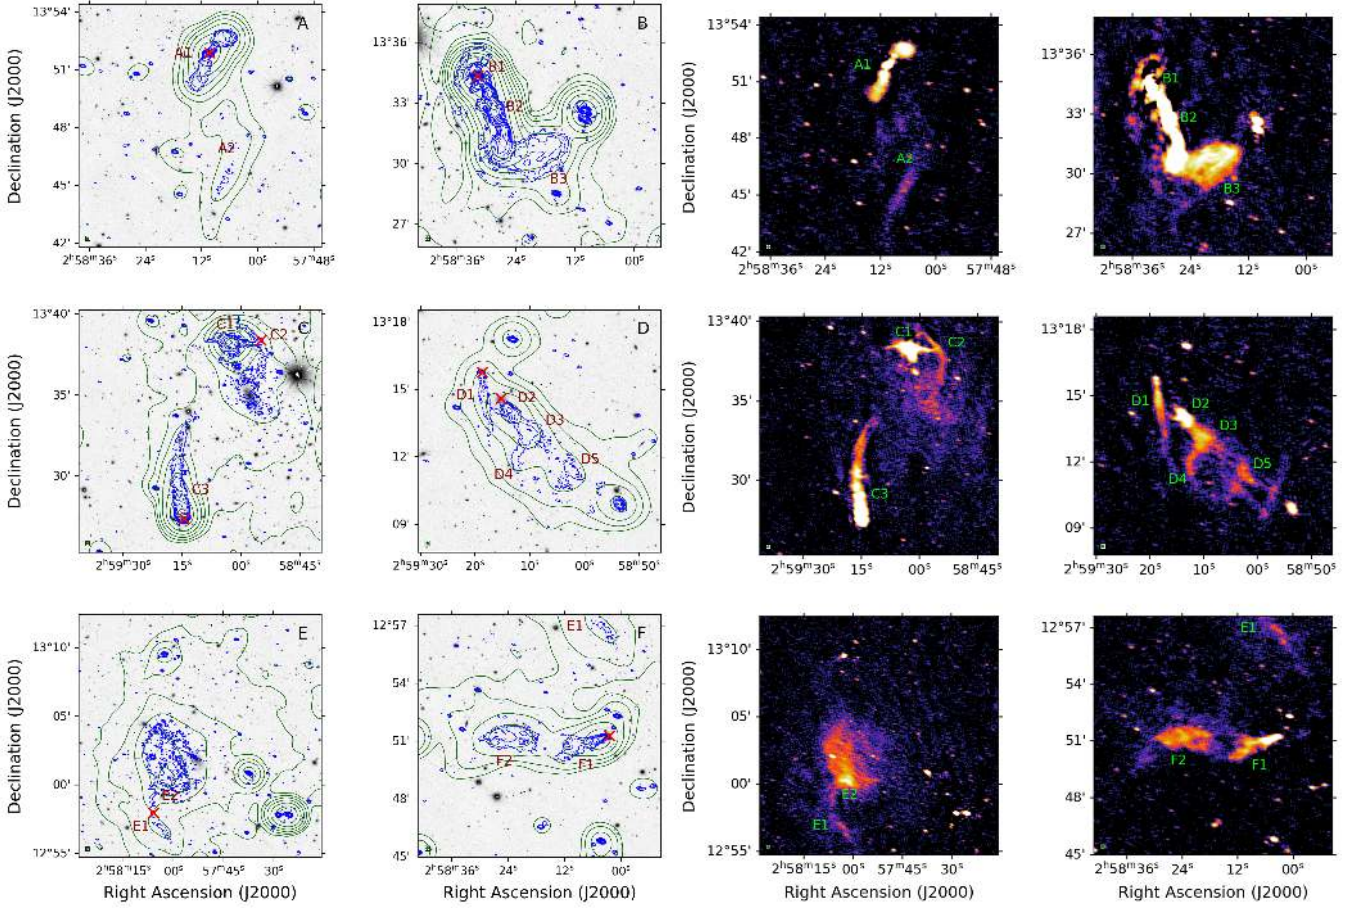 A
A1
A2
Declination (J2000)
13°54'
51'
48'
45'
42'
2ʰ58ᵐ36ˢ 24ˢ 12ˢ 00ˢ 57ᵐ48ˢ
B
B1
B2
B3
13°36'
33'
30'
27'
2ʰ58ᵐ36ˢ 24ˢ 12ˢ 00ˢ
A1
A2
Declination (J2000)
13°54'
51'
48'
45'
42'
2ʰ58ᵐ36ˢ 24ˢ 12ˢ 00ˢ 57ᵐ48ˢ
B1
B2
B3
13°36'
33'
30'
27'
2ʰ58ᵐ36ˢ 24ˢ 12ˢ 00ˢ
C
C1
C2
C3
Declination (J2000)
13°40'
35'
30'
2ʰ59ᵐ30ˢ 15ˢ 00ˢ 58ᵐ45ˢ
D
D1
D2
D3
D4
D5
13°18'
15'
12'
09'
2ʰ59ᵐ30ˢ 20ˢ 10ˢ 00ˢ 58ᵐ50ˢ
C1
C2
C3
Declination (J2000)
13°40'
35'
30'
2ʰ59ᵐ30ˢ 15ˢ 00ˢ 58ᵐ45ˢ
D1
D2
D3
D4
D5
13°18'
15'
12'
09'
2ʰ59ᵐ30ˢ 20ˢ 10ˢ 00ˢ 58ᵐ50ˢ
E
E2
E1
Declination (J2000)
13°10'
05'
00'
12°55'
2ʰ58ᵐ15ˢ 00ˢ 57ᵐ45ˢ 30ˢ
Right Ascension (J2000)
F
E1
F2
F1
12°57'
54'
51'
48'
45'
2ʰ58ᵐ36ˢ 24ˢ 12ˢ 00ˢ
Right Ascension (J2000)
E2
E1
Declination (J2000)
13°10'
05'
00'
12°55'
2ʰ58ᵐ15ˢ 00ˢ 57ᵐ45ˢ 30ˢ
Right Ascension (J2000)
E1
F2
F1
12°57'
54'
51'
48'
45'
2ʰ58ᵐ36ˢ 24ˢ 12ˢ 00ˢ
Right Ascension (J2000)